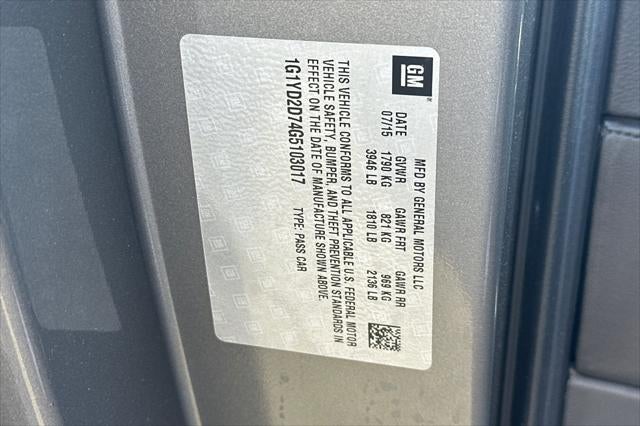 GM®
MFD BY GENERAL MOTORS LLC
DATE GVWR GAWR FRT GAWR RR
07/15 1790 KG 821 KG 969 KG
3946 LB 1810 LB 2136 LB
THIS VEHICLE CONFORMS TO ALL APPLICABLE U.S. FEDERAL MOTOR
VEHICLE SAFETY, BUMPER, AND THEFT PREVENTION STANDARDS IN
EFFECT ON THE DATE OF MANUFACTURE SHOWN ABOVE.
1G1YD2D74G5103017 TYPE: PASS CAR